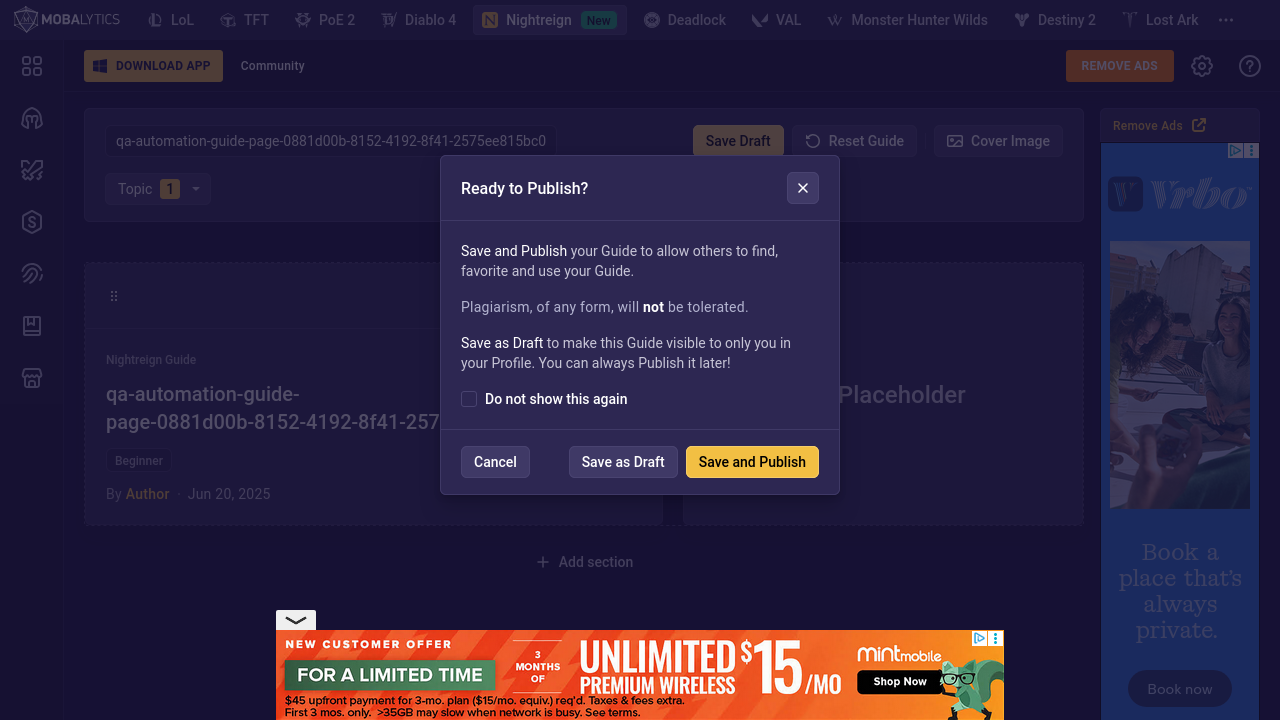 MOBALYTICS
LoL
TFT
PoE 2
Diablo 4
Nightreign New
Deadlock
VAL
Monster Hunter Wilds
Destiny 2
Lost Ark
DOWNLOAD APP
Community
REMOVE ADS
qa-automation-guide-page-0881d00b-8152-4192-8f41-2575ee815bc0
Save Draft
Reset Guide
Cover Image
Topic 1
Remove Ads
Vrbo
Ready to Publish?
Save and Publish your Guide to allow others to find,
favorite and use your Guide.
Plagiarism, of any form, will not be tolerated.
Save as Draft to make this Guide visible to only you in
your Profile. You can always Publish it later!
Do not show this again
Cancel
Save as Draft
Save and Publish
Nightreign Guide
qa-automation-guide-
page-0881d00b-8152-4192-8f41-257
Beginner
By Author · Jun 20, 2025
Placeholder
Add section
Book a
place that's
always
private.
Book now
NEW CUSTOMER OFFER
FOR A LIMITED TIME
3
MONTHS
OF
UNLIMITED
PREMIUM WIRELESS
$15/MO
mint mobile
Shop Now
$45 upfront payment for 3-mo. plan ($15/mo. equiv.) req'd. Taxes & fees extra.
First 3 mos. only. >35GB may slow when network is busy. See terms.